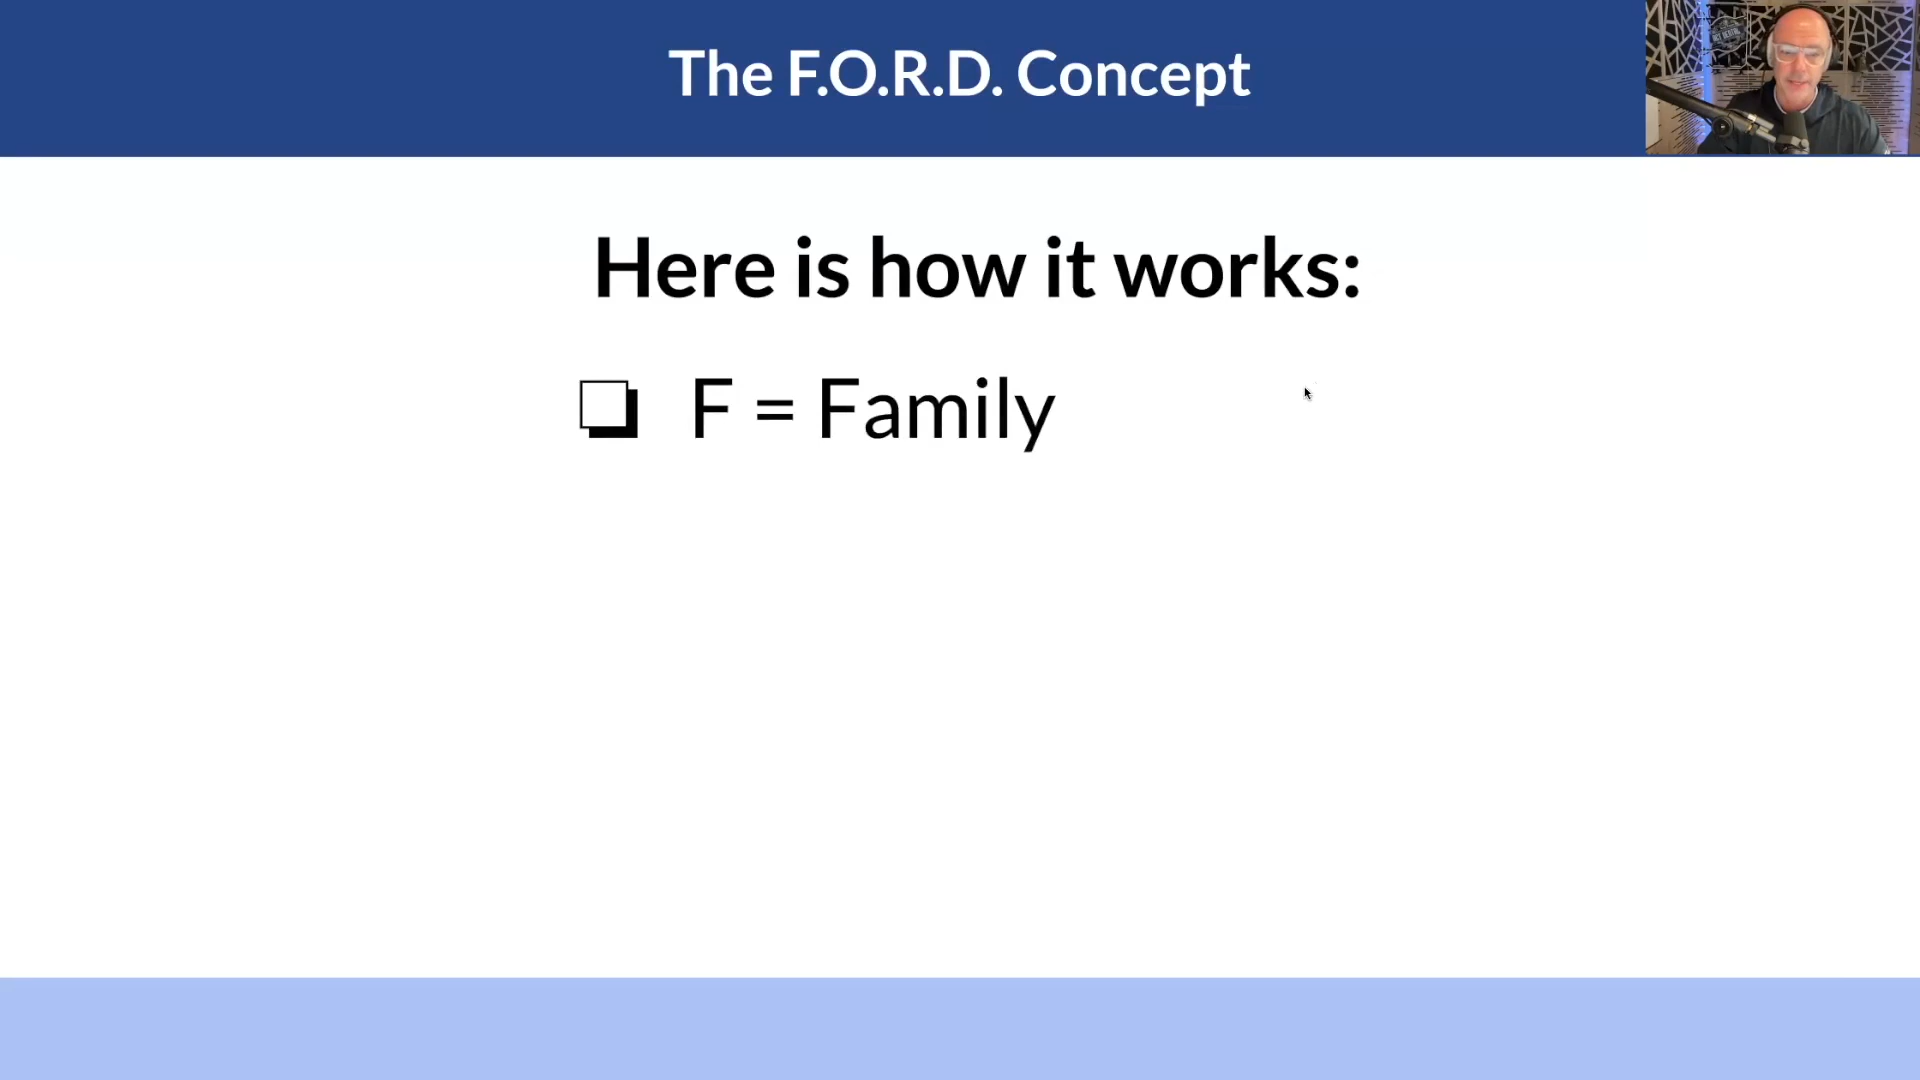 The F.O.R.D. Concept
Here is how it works:
❏ F = Family